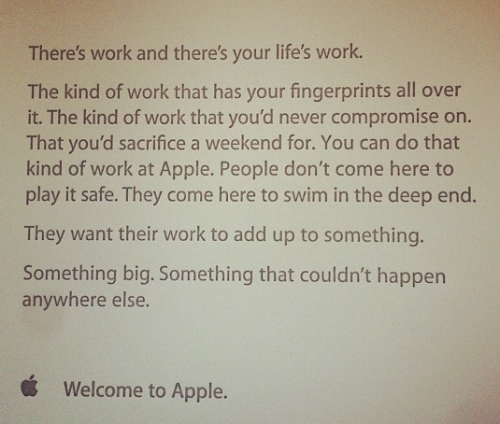 There's work and there's your life's work.
The kind of work that has your fingerprints all over
it. The kind of work that you'd never compromise on.
That you'd sacrifice a weekend for. You can do that
kind of work at Apple. People don't come here to
play it safe. They come here to swim in the deep end.
They want their work to add up to something.
Something big. Something that couldn't happen
anywhere else.
Welcome to Apple.